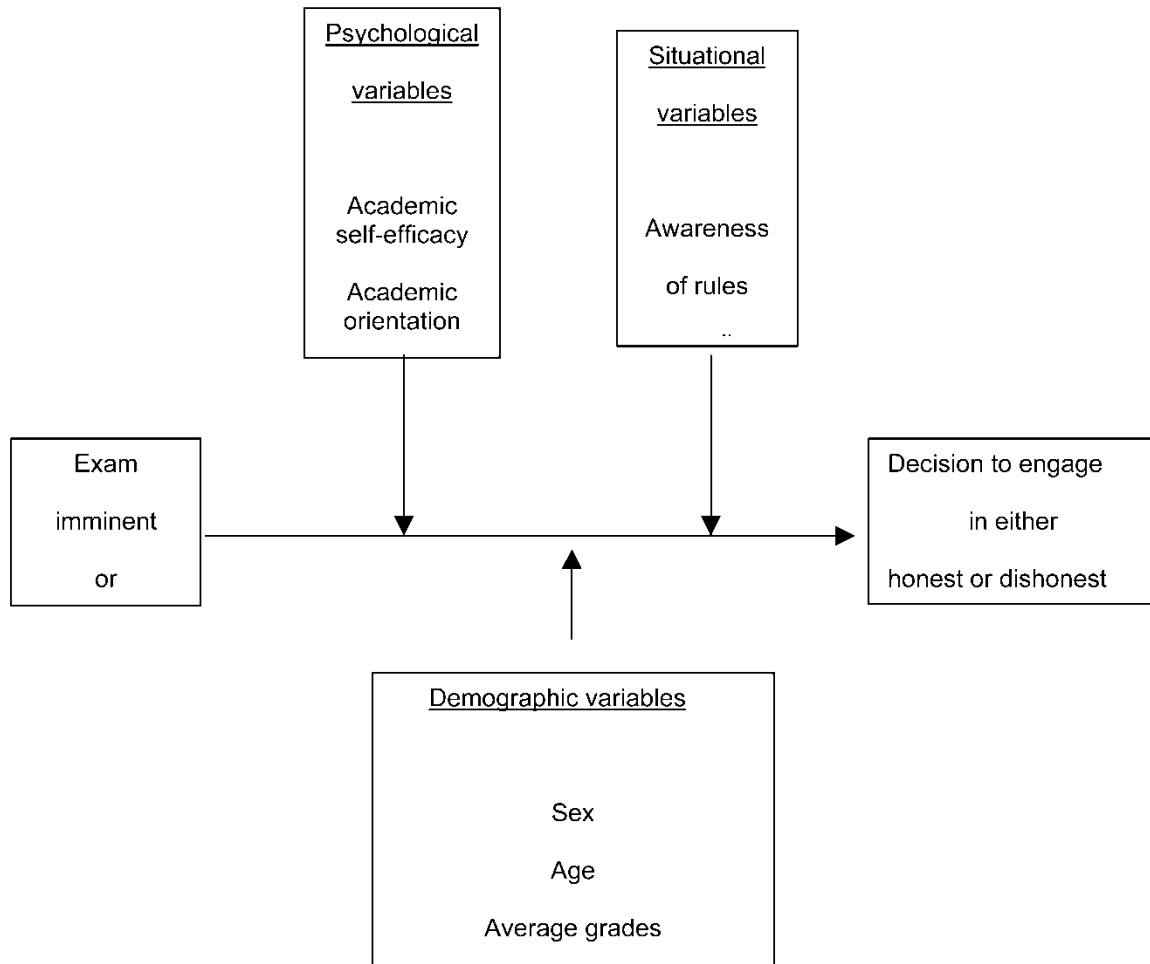 Psychological
variables
Academic
self-efficacy
Academic
orientation
Situational
variables
Awareness
of rules
..
Exam
imminent
or
Decision to engage
in either
honest or dishonest
Demographic variables
Sex
Age
Average grades